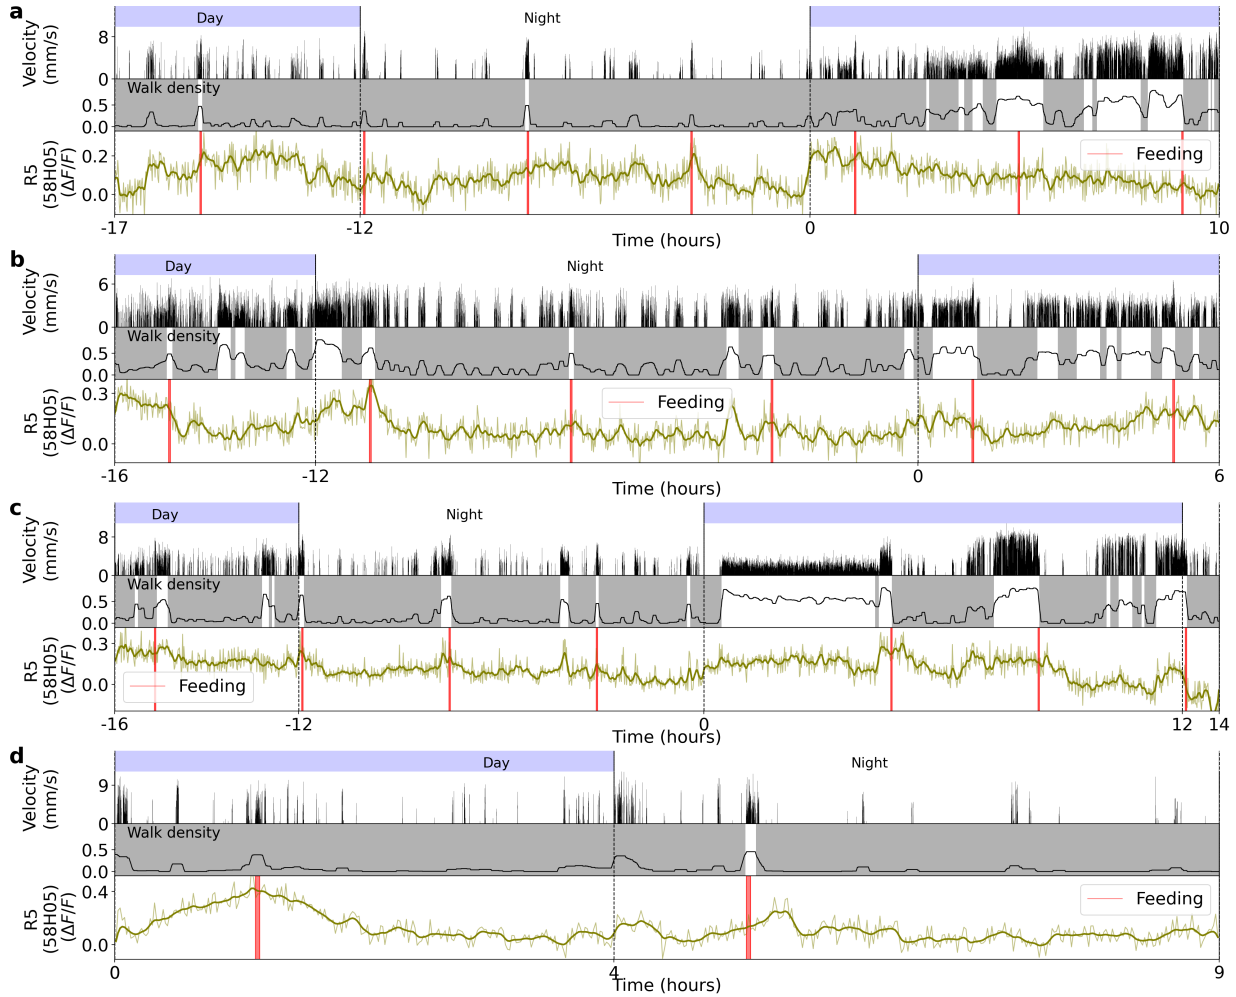 a
Day
Night
Velocity
(mm/s)
8
0
Walk density
0.5
0.0
R5
(58H05)
(ΔF/F)
0.2
0.0
Feeding
-17
-12
0
10
Time (hours)
b
Day
Night
Velocity
(mm/s)
6
0
Walk density
0.5
0.0
R5
(58H05)
(ΔF/F)
0.3
0.0
Feeding
-16
-12
0
6
Time (hours)
c
Day
Night
Velocity
(mm/s)
8
0
Walk density
0.5
0.0
R5
(58H05)
(ΔF/F)
0.3
0.0
Feeding
-16
-12
0
12
14
Time (hours)
d
Day
Night
Velocity
(mm/s)
9
0
Walk density
0.5
0.0
R5
(58H05)
(ΔF/F)
0.4
0.0
Feeding
0
4
9
Time (hours)